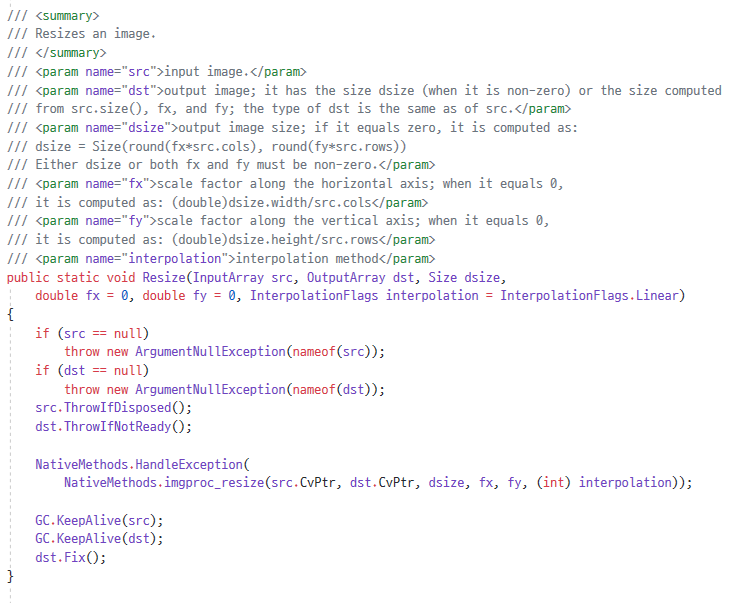 /// <summary>
/// Resizes an image.
/// </summary>
/// <param name="src">input image.</param>
/// <param name="dst">output image; it has the size dsize (when it is non-zero) or the size computed
/// from src.size(), fx, and fy; the type of dst is the same as of src.</param>
/// <param name="dsize">output image size; if it equals zero, it is computed as:
/// dsize = Size(round(fx*src.cols), round(fy*src.rows))
/// Either dsize or both fx and fy must be non-zero.</param>
/// <param name="fx">scale factor along the horizontal axis; when it equals 0,
/// it is computed as: (double)dsize.width/src.cols</param>
/// <param name="fy">scale factor along the vertical axis; when it equals 0,
/// it is computed as: (double)dsize.height/src.rows</param>
/// <param name="interpolation">interpolation method</param>
public static void Resize(InputArray src, OutputArray dst, Size dsize,
    double fx = 0, double fy = 0, InterpolationFlags interpolation = InterpolationFlags.Linear)
{
    if (src == null)
        throw new ArgumentNullException(nameof(src));
    if (dst == null)
        throw new ArgumentNullException(nameof(dst));
    src.ThrowIfDisposed();
    dst.ThrowIfNotReady();

    NativeMethods.HandleException(
        NativeMethods.imgproc_resize(src.CvPtr, dst.CvPtr, dsize, fx, fy, (int) interpolation));

    GC.KeepAlive(src);
    GC.KeepAlive(dst);
    dst.Fix();
}